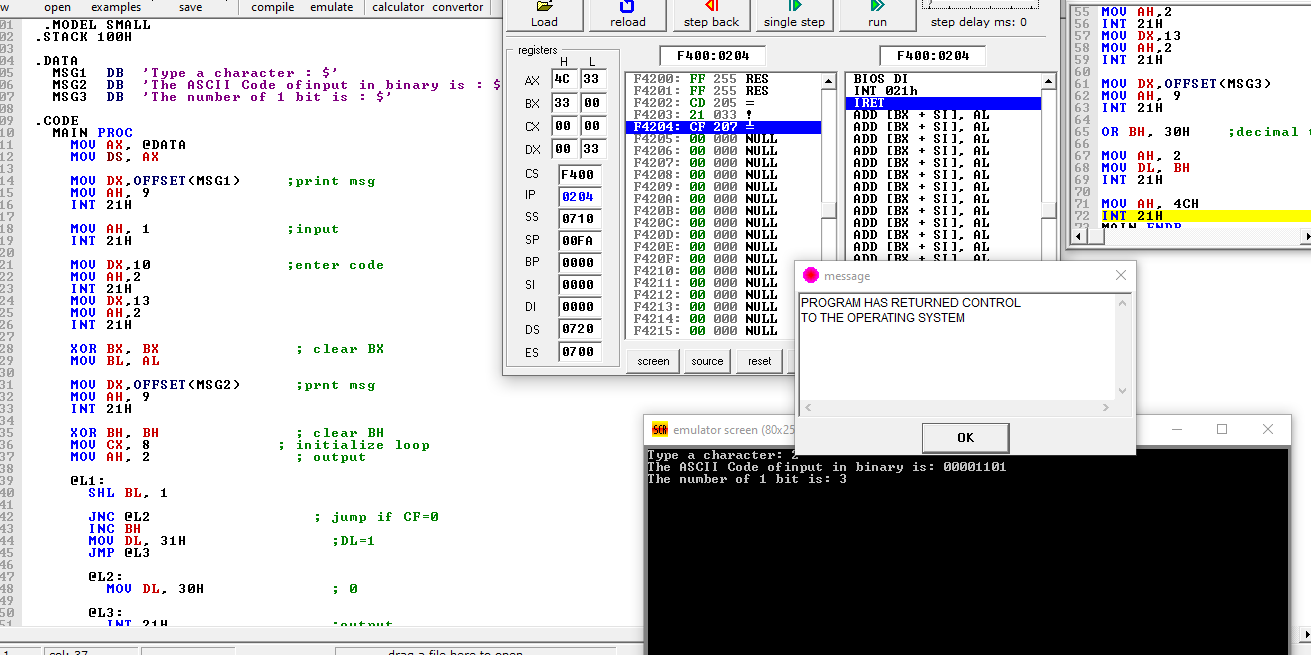 w open examples save compile emulate calculator convertor
01 .MODEL SMALL
02 .STACK 100H
03
04 .DATA
05 MSG1 DB 'Type a character : $'
06 MSG2 DB 'The ASCII Code ofinput in binary is : $
07 MSG3 DB 'The number of 1 bit is : $'
08
09 .CODE
10 MAIN PROC
11 MOV AX, @DATA
12 MOV DS, AX
13
14 MOV DX,OFFSET(MSG1) ;print msg
15 MOV AH, 9
16 INT 21H
17
18 MOV AH, 1 ;input
19 INT 21H
20
21 MOV DX,10 ;enter code
22 MOV AH,2
23 INT 21H
24 MOV DX,13
25 MOV AH,2
26 INT 21H
27
28 XOR BX, BX ; clear BX
29 MOV BL, AL
30
31 MOV DX,OFFSET(MSG2) ;prnt msg
32 MOV AH, 9
33 INT 21H
34
35 XOR BH, BH ; clear BH
36 MOV CX, 8 ; initialize loop
37 MOV AH, 2 ; output
38
39 @L1:
40 SHL BL, 1
41
42 JNC @L2 ; jump if CF=0
43 INC BH
44 MOV DL, 31H ;DL=1
45 JMP @L3
46
47 @L2:
48 MOV DL, 30H ; 0
49
50 @L3:
51 INT 21H ;output
1 col: 37 drag a file here to open
Load reload step back single step run step delay ms: 0
registers
H L
AX 4C 33
BX 33 00
CX 00 00
DX 00 33
CS F400
IP 0204
SS 0710
SP 00FA
BP 0000
SI 0000
DI 0000
DS 0720
ES 0700
F400:0204
F4200: FF 255 RES
F4201: FF 255 RES
F4202: CD 205 =
F4203: 21 033 !
F4204: CF 207 =
F4205: 00 000 NULL
F4206: 00 000 NULL
F4207: 00 000 NULL
F4208: 00 000 NULL
F4209: 00 000 NULL
F420A: 00 000 NULL
F420B: 00 000 NULL
F420C: 00 000 NULL
F420D: 00 000 NULL
F420E: 00 000 NULL
F420F: 00 000 NULL
F4210: 00 000 NULL
F4211: 00 000 NULL
F4212: 00 000 NULL
F4213: 00 000 NULL
F4214: 00 000 NULL
F4215: 00 000 NULL
F400:0204
BIOS DI
INT 021h
IRET
ADD [BX + SI], AL
ADD [BX + SI], AL
ADD [BX + SI], AL
ADD [BX + SI], AL
ADD [BX + SI], AL
ADD [BX + SI], AL
ADD [BX + SI], AL
ADD [BX + SI], AL
ADD [BX + SI], AL
ADD [BX + SI], AL
ADD [BX + SI], AL
ADD [BX + SI], AL
ADD [BX + SI], AL
screen source reset
55 MOV AH,2
56 INT 21H
57 MOV DX,13
58 MOV AH,2
59 INT 21H
60
61 MOV DX,OFFSET(MSG3)
62 MOV AH, 9
63 INT 21H
64
65 OR BH, 30H ;decimal
66
67 MOV AH, 2
68 MOV DL, BH
69 INT 21H
70
71 MOV AH, 4CH
72 INT 21H
73 MAIN ENDP
message
PROGRAM HAS RETURNED CONTROL
TO THE OPERATING SYSTEM
OK
SCR emulator screen (80x25
Type a character: 2
The ASCII Code ofinput in binary is: 00001101
The number of 1 bit is: 3